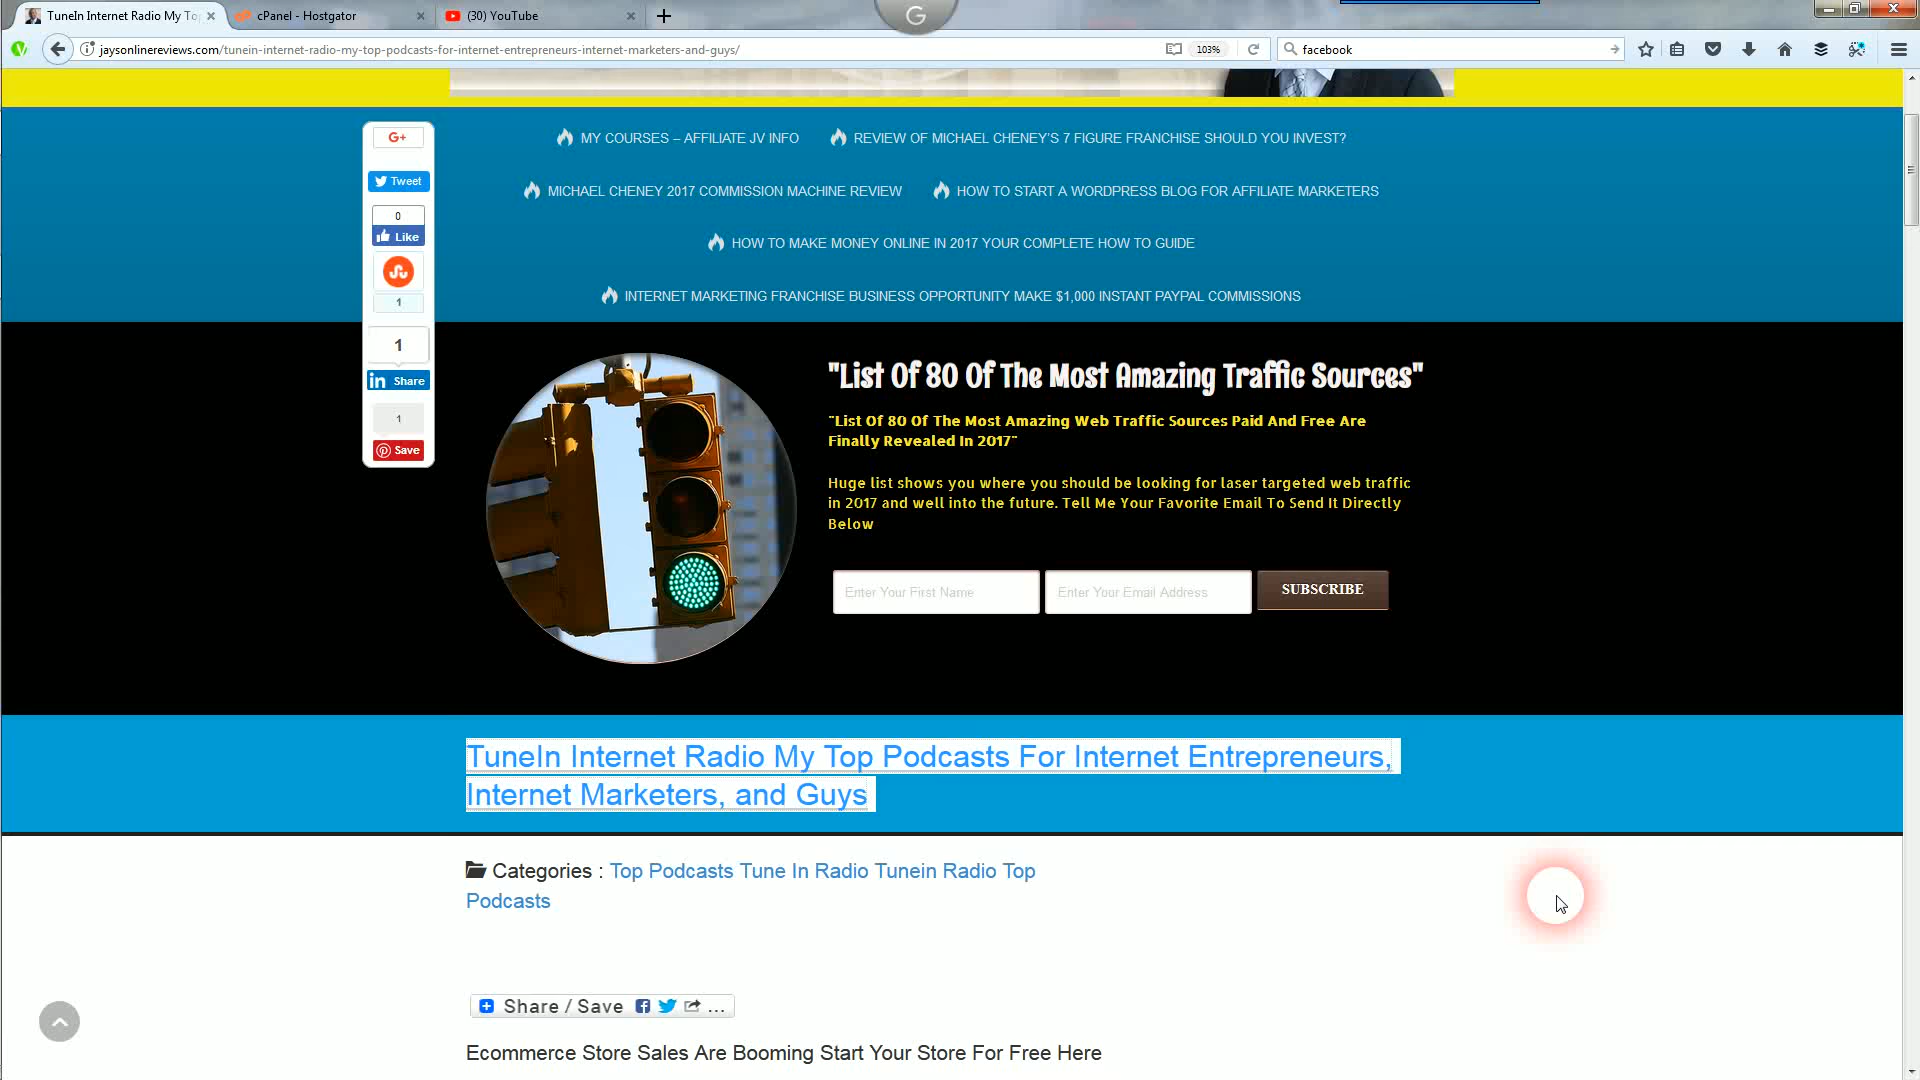 TuneIn Internet Radio My To
cPanel - Hostgator
(30) YouTube
G
jaysonlinereviews.com/tunein-internet-radio-my-top-podcasts-for-internet-entrepreneurs-internet-marketers-and-guys/
103%
facebook
G+
Tweet
0
Like
1
1
in Share
1
Save
MY COURSES – AFFILIATE JV INFO
REVIEW OF MICHAEL CHENEY'S 7 FIGURE FRANCHISE SHOULD YOU INVEST?
MICHAEL CHENEY 2017 COMMISSION MACHINE REVIEW
HOW TO START A WORDPRESS BLOG FOR AFFILIATE MARKETERS
HOW TO MAKE MONEY ONLINE IN 2017 YOUR COMPLETE HOW TO GUIDE
INTERNET MARKETING FRANCHISE BUSINESS OPPORTUNITY MAKE $1,000 INSTANT PAYPAL COMMISSIONS
"List Of 80 Of The Most Amazing Traffic Sources"
"List Of 80 Of The Most Amazing Web Traffic Sources Paid And Free Are
Finally Revealed In 2017"
Huge list shows you where you should be looking for laser targeted web traffic
in 2017 and well into the future. Tell Me Your Favorite Email To Send It Directly
Below
Enter Your First Name
Enter Your Email Address
SUBSCRIBE
TuneIn Internet Radio My Top Podcasts For Internet Entrepreneurs,
Internet Marketers, and Guys
Categories : Top Podcasts Tune In Radio Tunein Radio Top
Podcasts
Share / Save ...
Ecommerce Store Sales Are Booming Start Your Store For Free Here